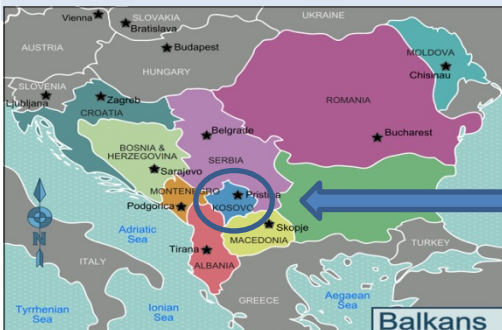 Vienna
SLOVAKIA
Bratislava
UKRAINE
AUSTRIA
Budapest
MOLDOVA
HUNGARY
Chisinau
SLOVENIA
Ljubljana
Zagreb
CROATIA
ROMANIA
Belgrade
Bucharest
BOSNIA &
HERZEGOVINA
SERBIA
Sarajevo
MONTENEGRO
Pristina
KOSOVO
Podgorica
Skopje
Adriatic
Sea
MACEDONIA
N
TURKEY
Tirana
ITALY
ALBANIA
GREECE
Aegaean
Sea
Tyrrhenian
Sea
Ionian
Sea
Balkans